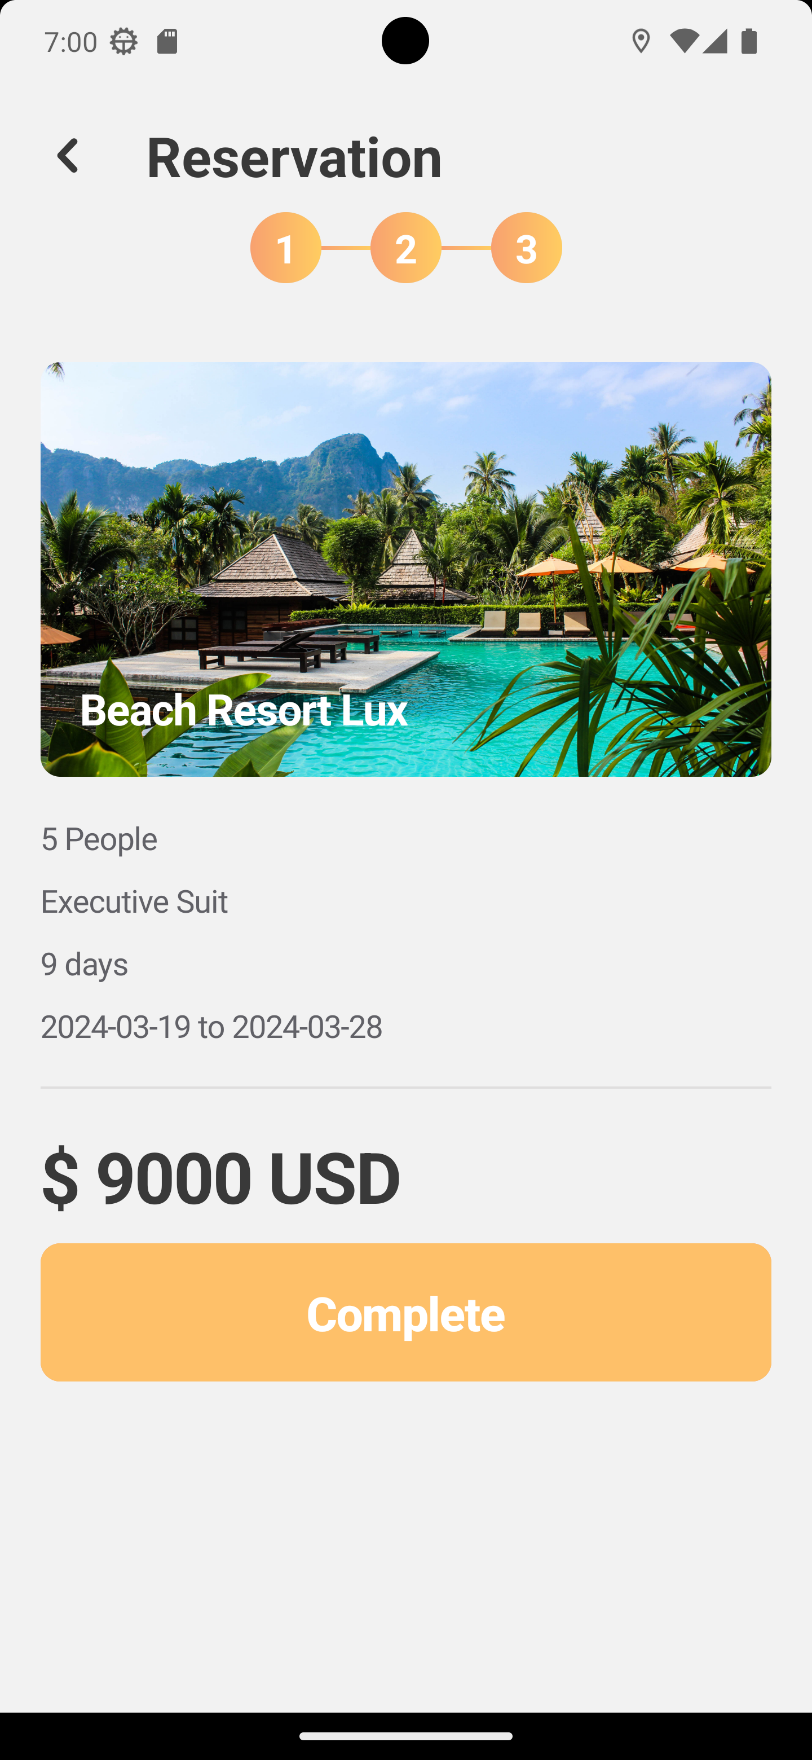 7:00
Reservation
1 2 3
Beach Resort Lux
5 People
Executive Suit
9 days
2024-03-19 to 2024-03-28
$ 9000 USD
Complete